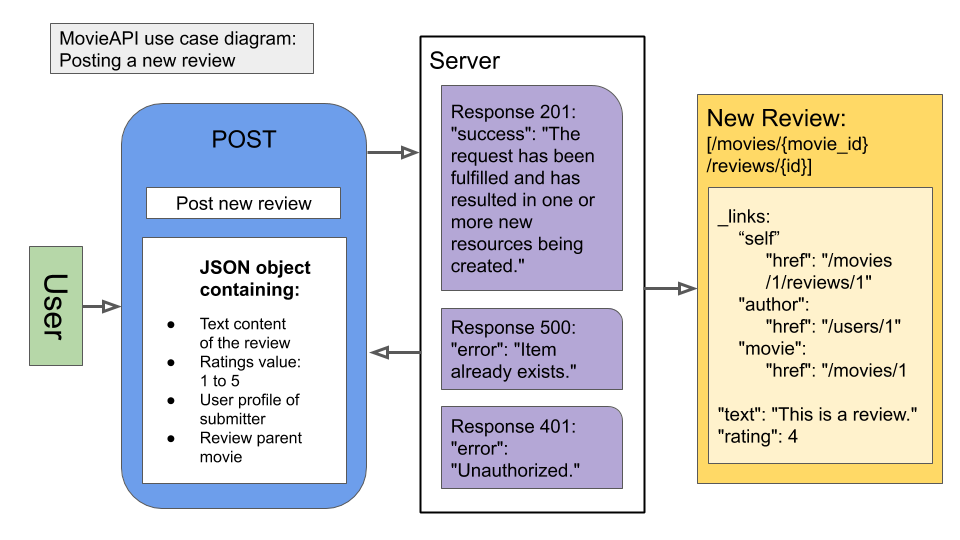 MovieAPI use case diagram:
Posting a new review
User
POST
Post new review
JSON object
containing:
● Text content
of the review
● Ratings value:
1 to 5
● User profile of
submitter
● Review parent
movie
Server
Response 201:
"success": "The
request has been
fulfilled and has
resulted in one or
more new
resources being
created."
Response 500:
"error": "Item
already exists."
Response 401:
"error":
"Unauthorized."
New Review:
[/movies/{movie_id}
/reviews/{id}]
_links:
“self”
"href": "/movies
/1/reviews/1"
"author":
"href": "/users/1"
"movie":
"href": "/movies/1
"text": "This is a review."
"rating": 4